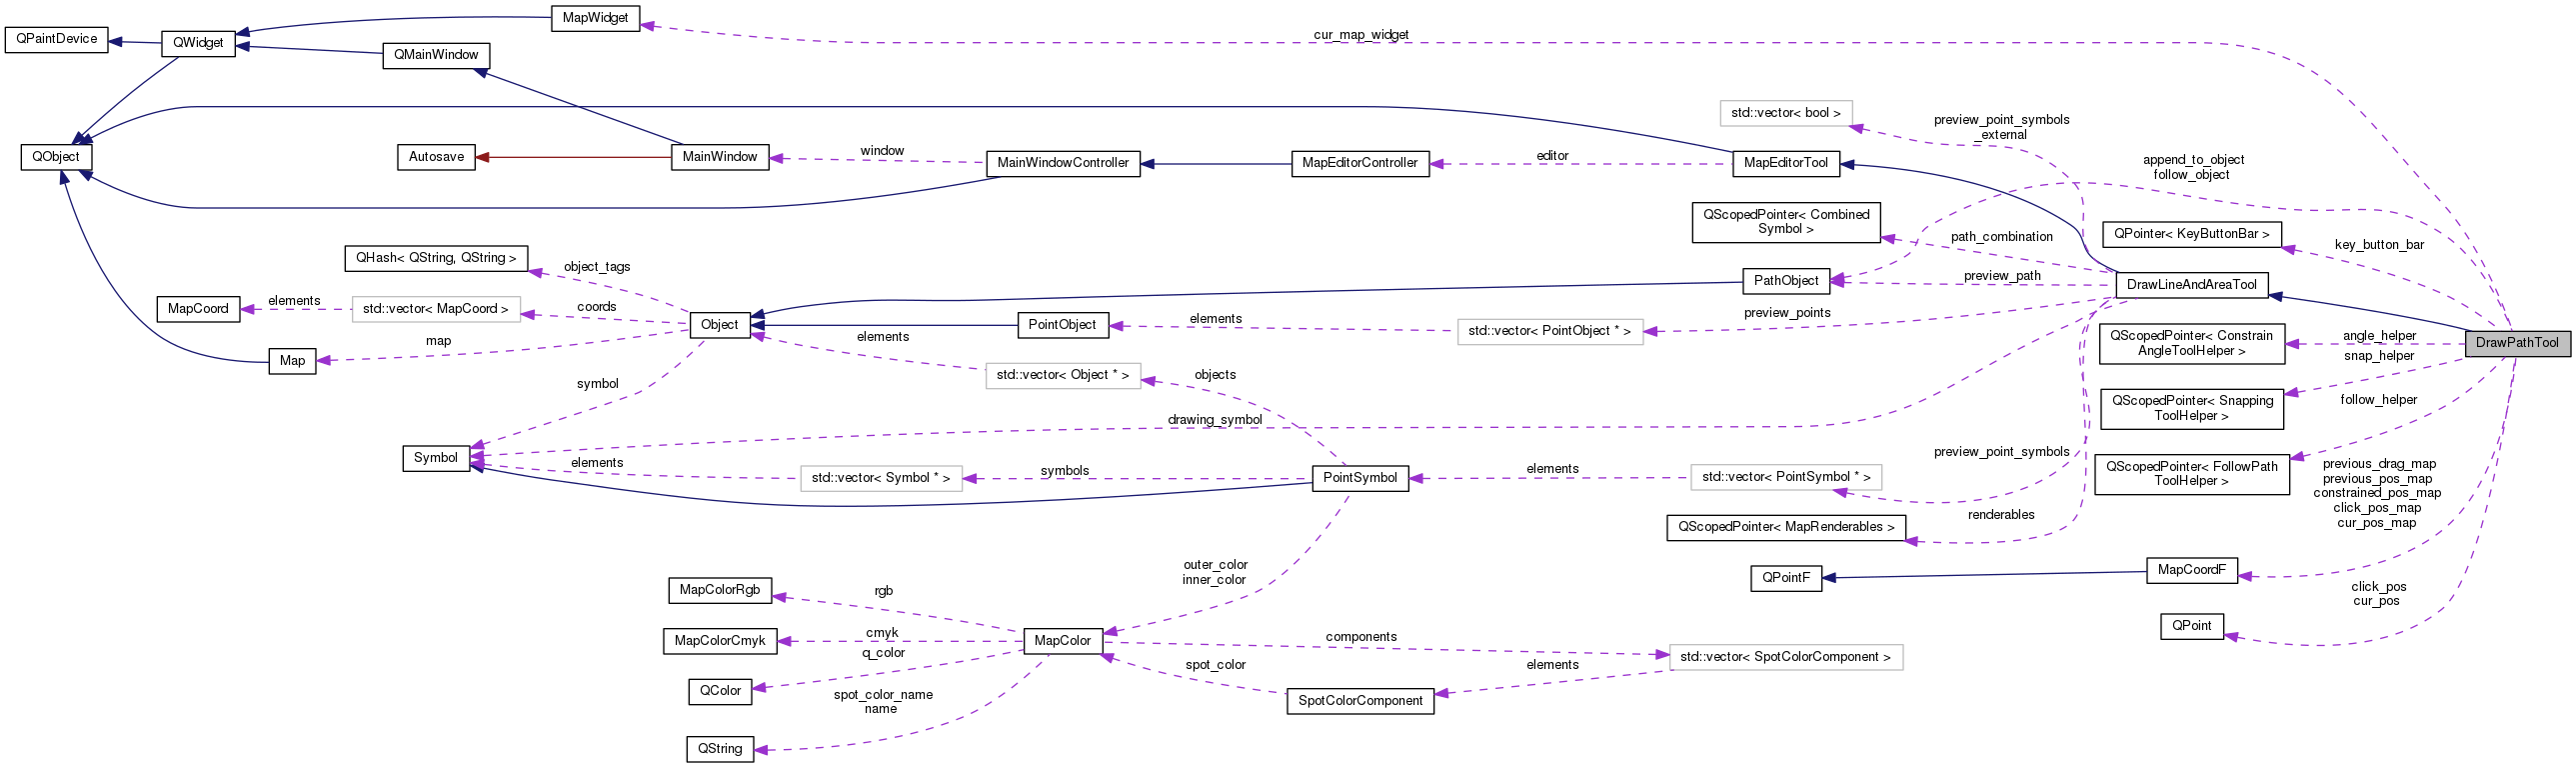 MapWidget
cur_map_widget
QPaintDevice
QWidget
QMainWindow
std::vector< bool >
preview_point_symbols
_external
QObject
Autosave
MainWindow
window
MainWindowController
MapEditorController
editor
MapEditorTool
append_to_object
follow_object
QScopedPointer< Combined
Symbol >
path_combination
QPointer< KeyButtonBar >
key_button_bar
QHash< QString, QString >
object_tags
PathObject
preview_path
DrawLineAndAreaTool
MapCoord
elements
std::vector< MapCoord >
coords
Object
PointObject
elements
std::vector< PointObject * >
preview_points
QScopedPointer< Constrain
AngleToolHelper >
angle_helper
DrawPathTool
Map
map
elements
std::vector< Object * >
objects
snap_helper
symbol
QScopedPointer< Snapping
ToolHelper >
follow_helper
drawing_symbol
Symbol
elements
std::vector< Symbol * >
symbols
PointSymbol
elements
std::vector< PointSymbol * >
preview_point_symbols
QScopedPointer< FollowPath
ToolHelper >
previous_drag_map
previous_pos_map
constrained_pos_map
click_pos_map
cur_pos_map
QScopedPointer< MapRenderables >
renderables
outer_color
inner_color
QPointF
MapCoordF
MapColorRgb
rgb
click_pos
cur_pos
MapColorCmyk
cmyk
MapColor
components
QPoint
q_color
QColor
spot_color
elements
std::vector< SpotColorComponent >
spot_color_name
name
SpotColorComponent
QString